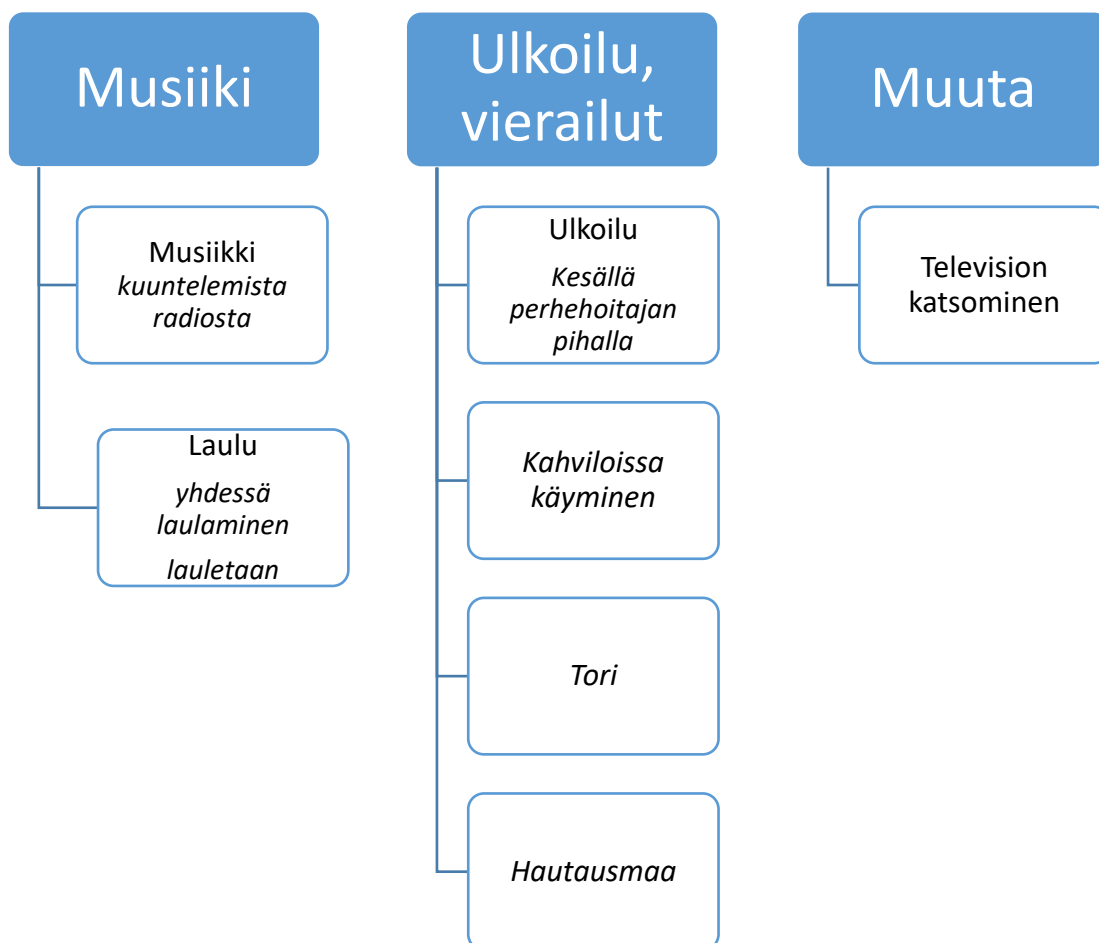 Musiiki
Musiikki
kuuntelemista
radiosta
Laulu
yhdessä
laulaminen
lauletaan
Ulkoilu,
vierailut
Ulkoilu
Kesällä
perhehoitajan
pihalla
Kahviloissa
käyminen
Tori
Hautausmaa
Muuta
Television
katsominen